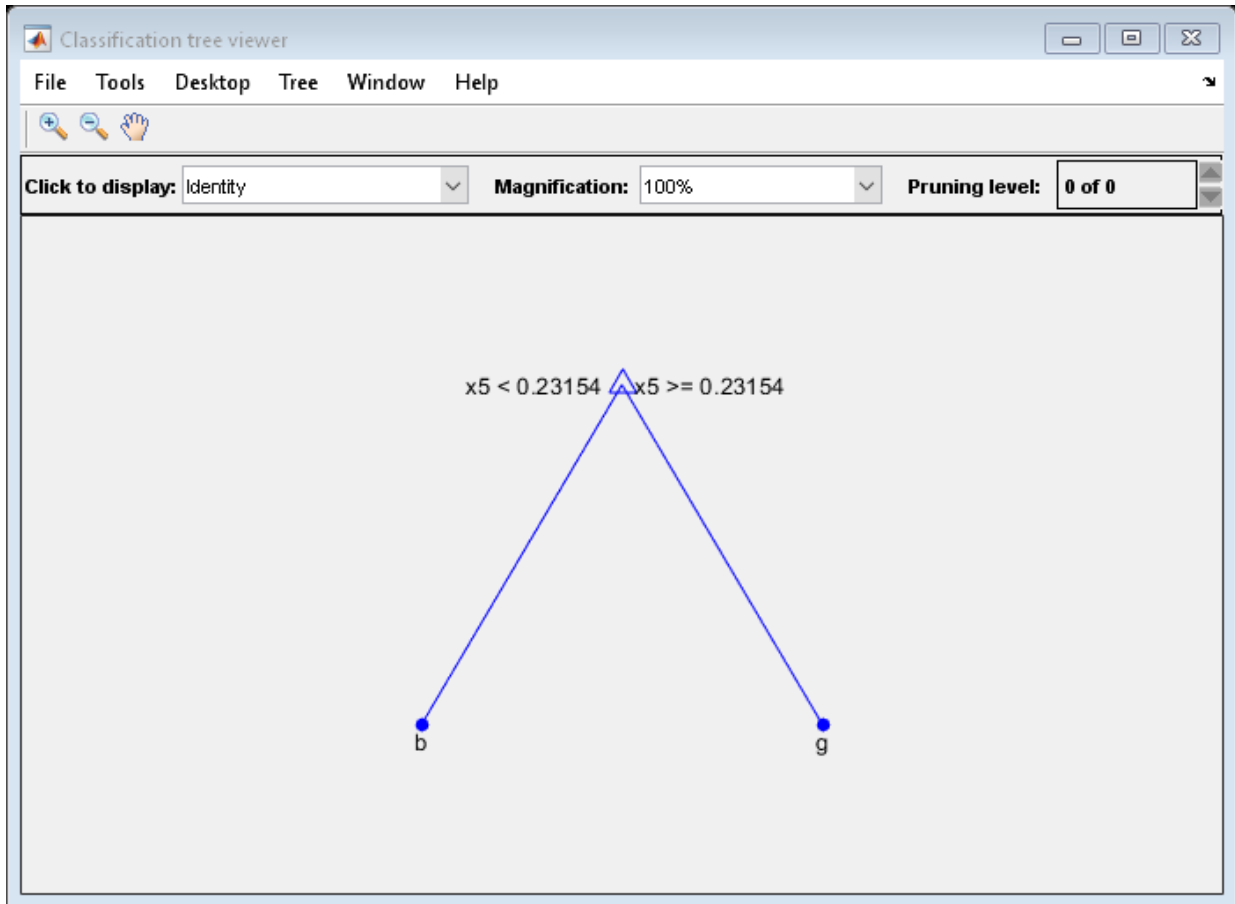 Classification tree viewer
File Tools Desktop Tree Window Help
Click to display: Identity Magnification: 100% Pruning level: 0 of 0
x5 < 0.23154 x5 >= 0.23154
b g